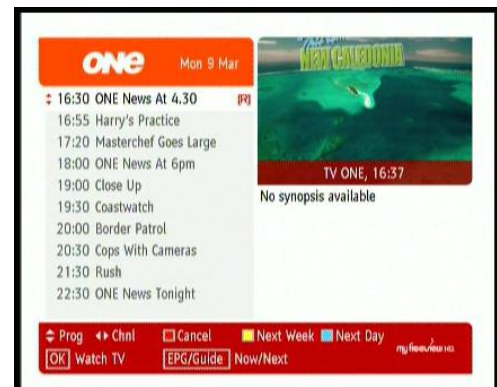 ONE Mon 9 Mar
16:30 ONE News At 4.30 [R]
16:55 Harry's Practice
17:20 Masterchef Goes Large
18:00 ONE News At 6pm
19:00 Close Up
19:30 Coastwatch
20:00 Border Patrol
20:30 Cops With Cameras
21:30 Rush
22:30 ONE News Tonight
NEW CALEDONIA
TV ONE, 16:37
No synopsis available
Prog Chnl Cancel Next Week Next Day
OK Watch TV EPG/Guide Now/Next
my freeview HD